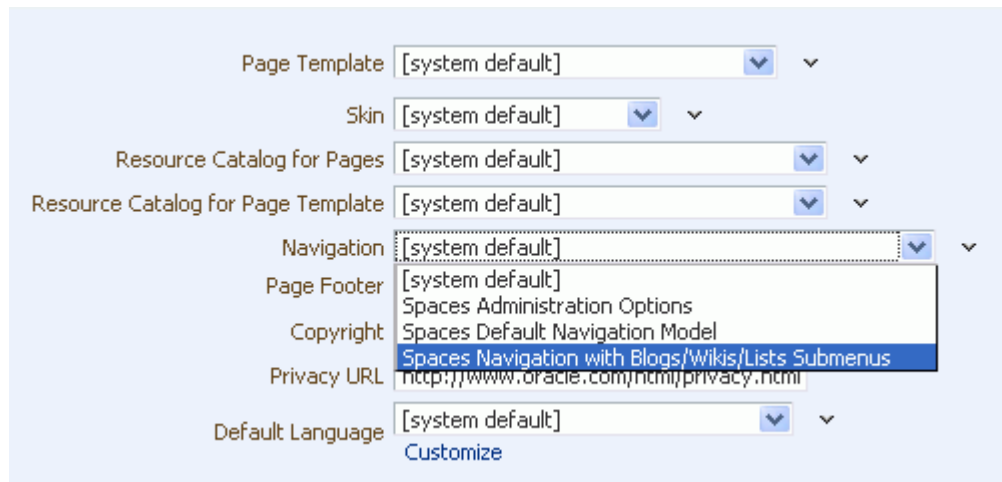 Page Template [system default]
Skin [system default]
Resource Catalog for Pages [system default]
Resource Catalog for Page Template [system default]
Navigation [system default]
[system default]
Page Footer
Spaces Administration Options
Copyright Spaces Default Navigation Model
Spaces Navigation with Blogs/Wikis/Lists Submenus
Privacy URL http://www.oracle.com/html/privacy.html
Default Language [system default]
Customize